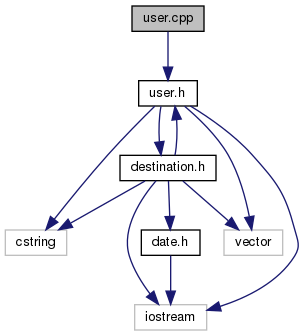 user.cpp
user.h
destination.h
cstring
date.h
vector
iostream